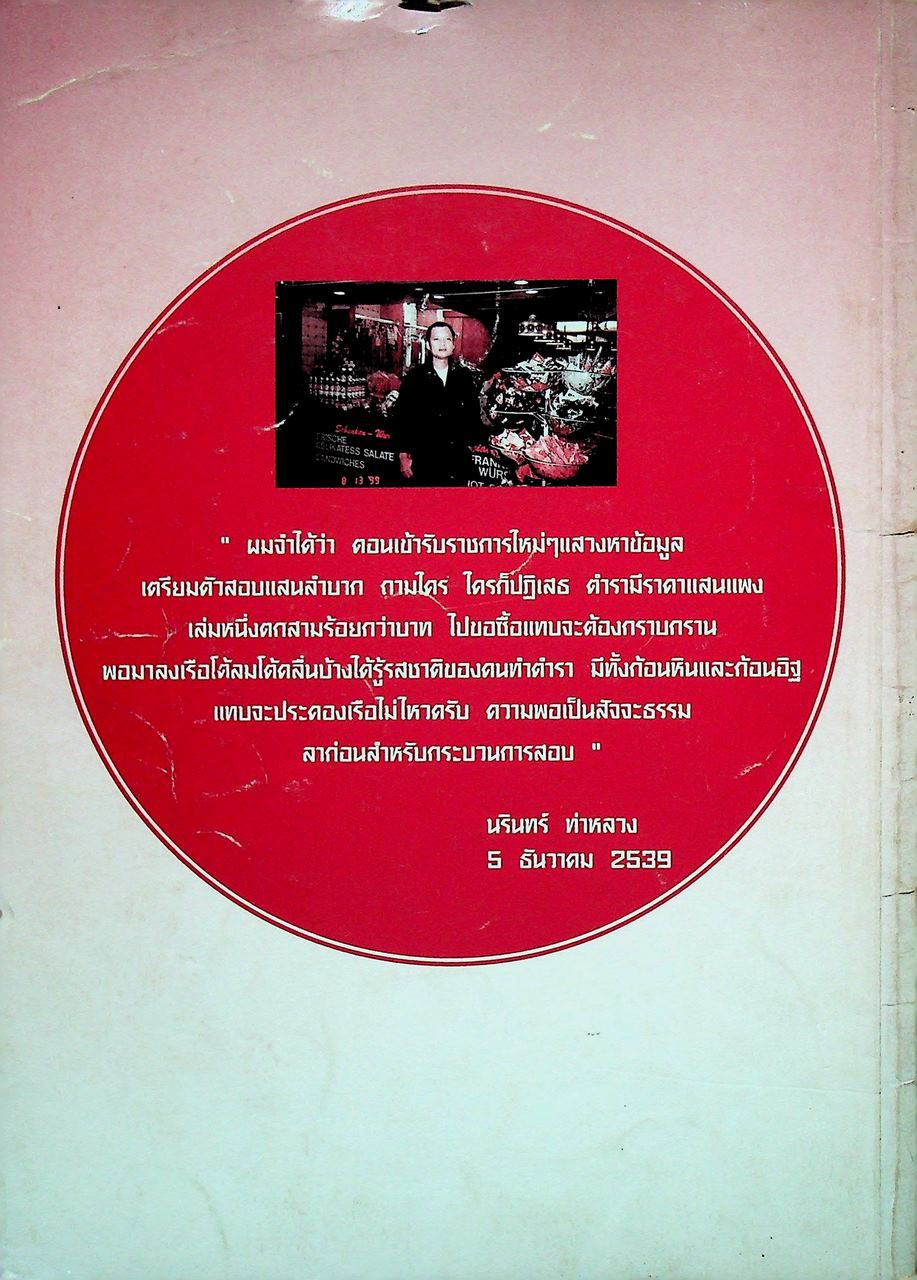 Schenken - Wur
FRISCHE
DELIKATESS SALATE
SANDWICHES
FRAN
WURS
8 13 '99
" ผมจำได้ว่า ตอนเข้ารับราชการใหม่ๆแสวงหาข้อมูล
เตรียมตัวสอบแสนลำบาก ถามใคร ใครก็ปฏิเสธ ตำรามีราคาแสนแพง
เล่มหนึ่งตกสามร้อยกว่าบาท ไปขอซื้อแทบจะต้องกราบกราน
พอมาลงเรือโต้ลมโต้คลื่นบ้างได้รู้รสชาติของคนทำตำรา มีทั้งก้อนหินและก้อนอิฐ
แทบจะประคองเรือไม่ไหวครับ ความพอเป็นสัจจะธรรม
ลาก่อนสำหรับกระบวนการสอบ "
นรินทร์ ท่าหลวง
5 ธันวาคม 2539